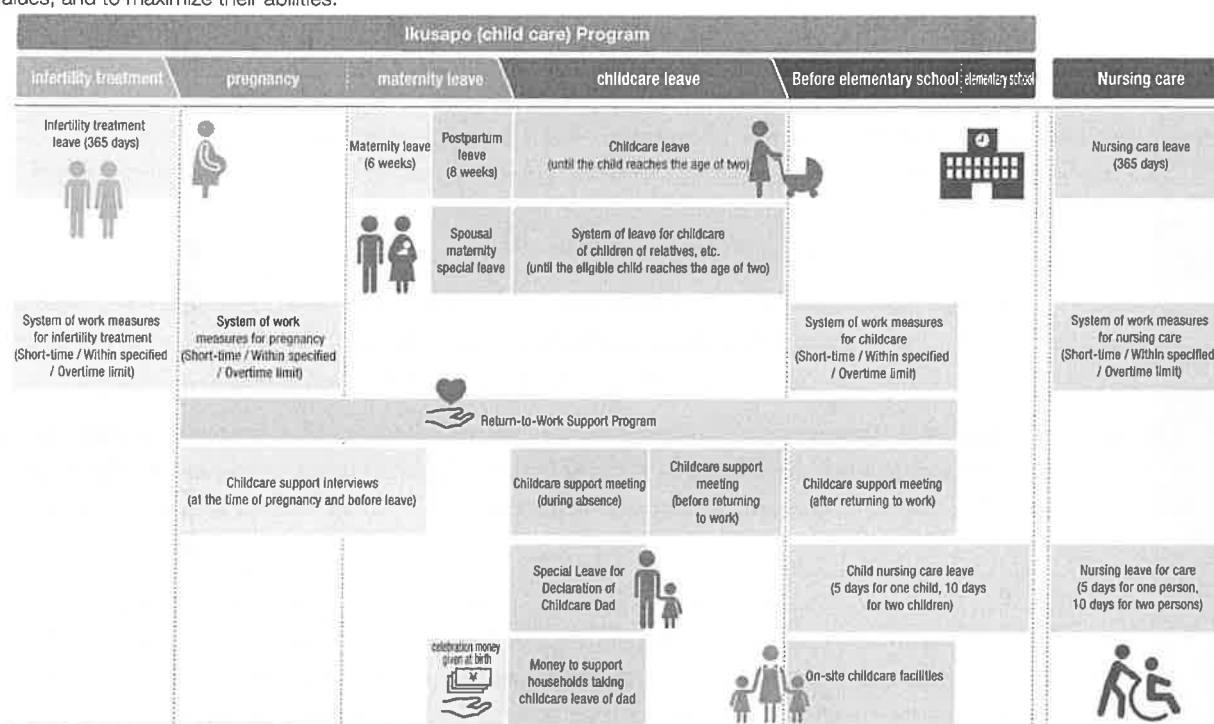 values, and to maximize their abilities.
Ikusapo (child care) Program
infertility treatment
pregnancy
maternity leave
childcare leave
Before elementary school
elementary school
Nursing care
Infertility treatment
leave (365 days)
Maternity leave
(6 weeks)
Postpartum
leave
(8 weeks)
Childcare leave
(until the child reaches the age of two)
Nursing care leave
(365 days)
Spousal
maternity
special leave
System of leave for childcare
of children of relatives, etc.
(until the eligible child reaches the age of two)
System of work measures
for infertility treatment
(Short-time / Within specified
/ Overtime limit)
System of work
measures for pregnancy
(Short-time / Within specified
/ Overtime limit)
System of work measures
for childcare
(Short-time / Within specified
/ Overtime limit)
System of work measures
for nursing care
(Short-time / Within specified
/ Overtime limit)
Return-to-Work Support Program
Childcare support interviews
(at the time of pregnancy and before leave)
Childcare support meeting
(during absence)
Childcare support
meeting
(before returning
to work)
Childcare support meeting
(after returning to work)
Special Leave for
Declaration of
Childcare Dad
Child nursing care leave
(5 days for one child, 10 days
for two children)
Nursing leave for care
(5 days for one person,
10 days for two persons)
celebration money
given at birth
¥
Money to support
households taking
childcare leave of dad
On-site childcare facilities